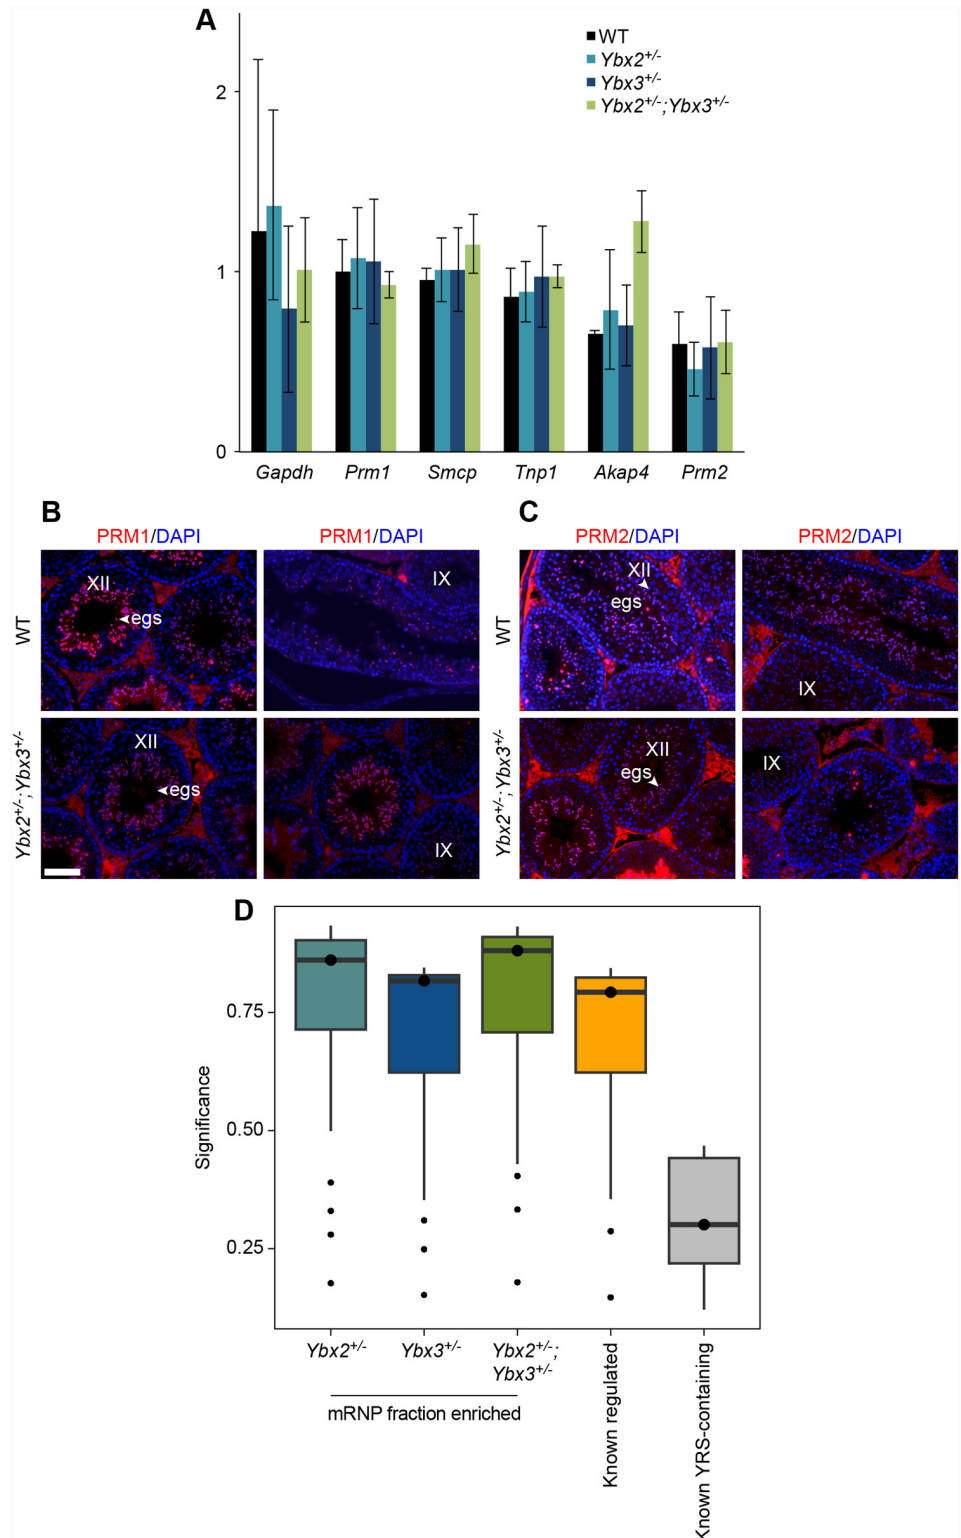 A
WT
Ybx2+/-
Ybx3+/-
Ybx2+/-;Ybx3+/-
2
1
0
Gapdh Prm1 Smcp Tnp1 Akap4 Prm2
B
PRM1/DAPI PRM1/DAPI
WT
XII
egs
IX
Ybx2+/-;Ybx3+/-
XII
egs
IX
C
PRM2/DAPI PRM2/DAPI
WT
XII
egs
IX
Ybx2+/-;Ybx3+/-
XII
egs
IX
D
Significance
0.75
0.50
0.25
Ybx2+/-
Ybx3+/-
Ybx2+/-;
Ybx3+/-
mRNP fraction enriched
Known regulated
Known YRS-containing